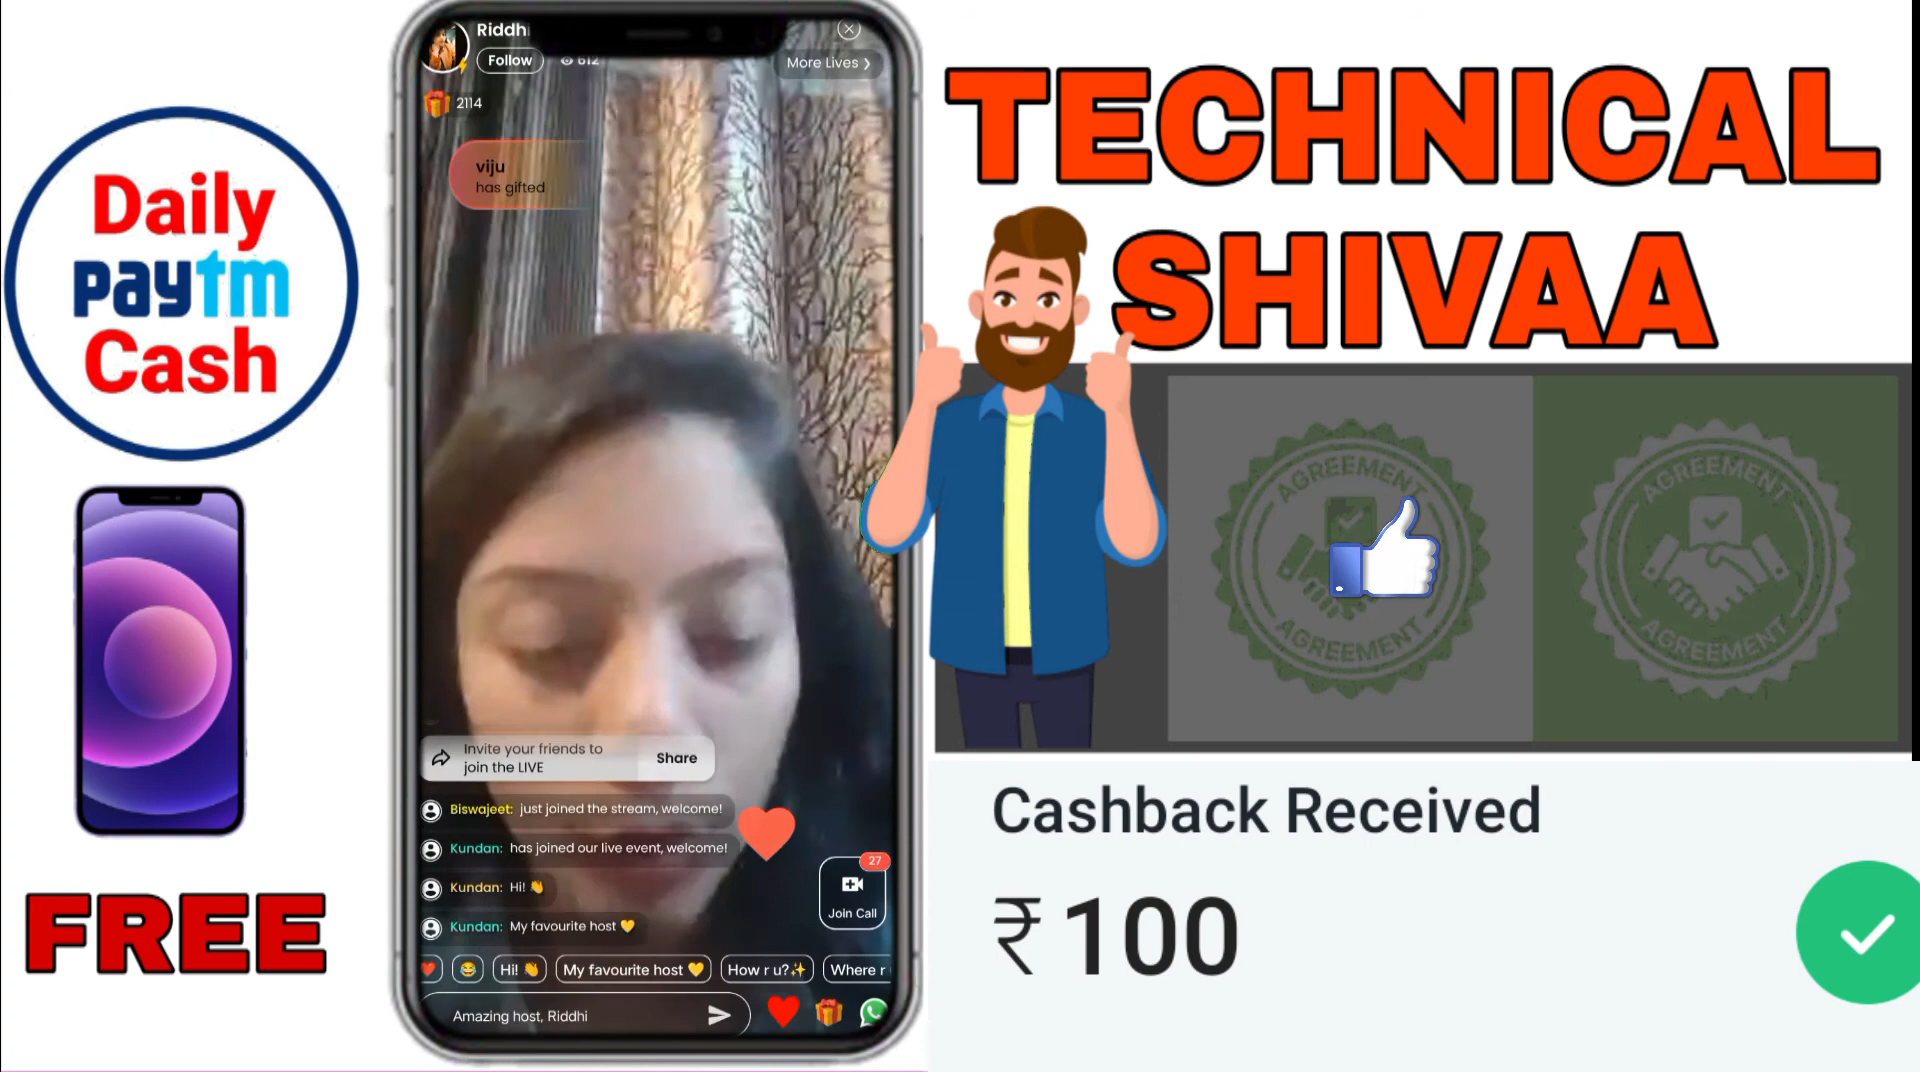 Daily
paytm
Cash
FREE
Riddhi
Follow
612
More Lives ❯
2114
viju
has gifted
Invite your friends to
join the LIVE
Share
Biswajeet: just joined the stream, welcome!
Kundan: has joined our live event, welcome!
Kundan: Hi! 👋
Kundan: My favourite host 💛
27
Join Call
Hi! 👋
My favourite host 💛
How r u?✨
Where r
Amazing host, Riddhi
TECHNICAL
SHIVAA
AGREEMENT
AGREEMENT
AGREEMENT
AGREEMENT
Cashback Received
₹100